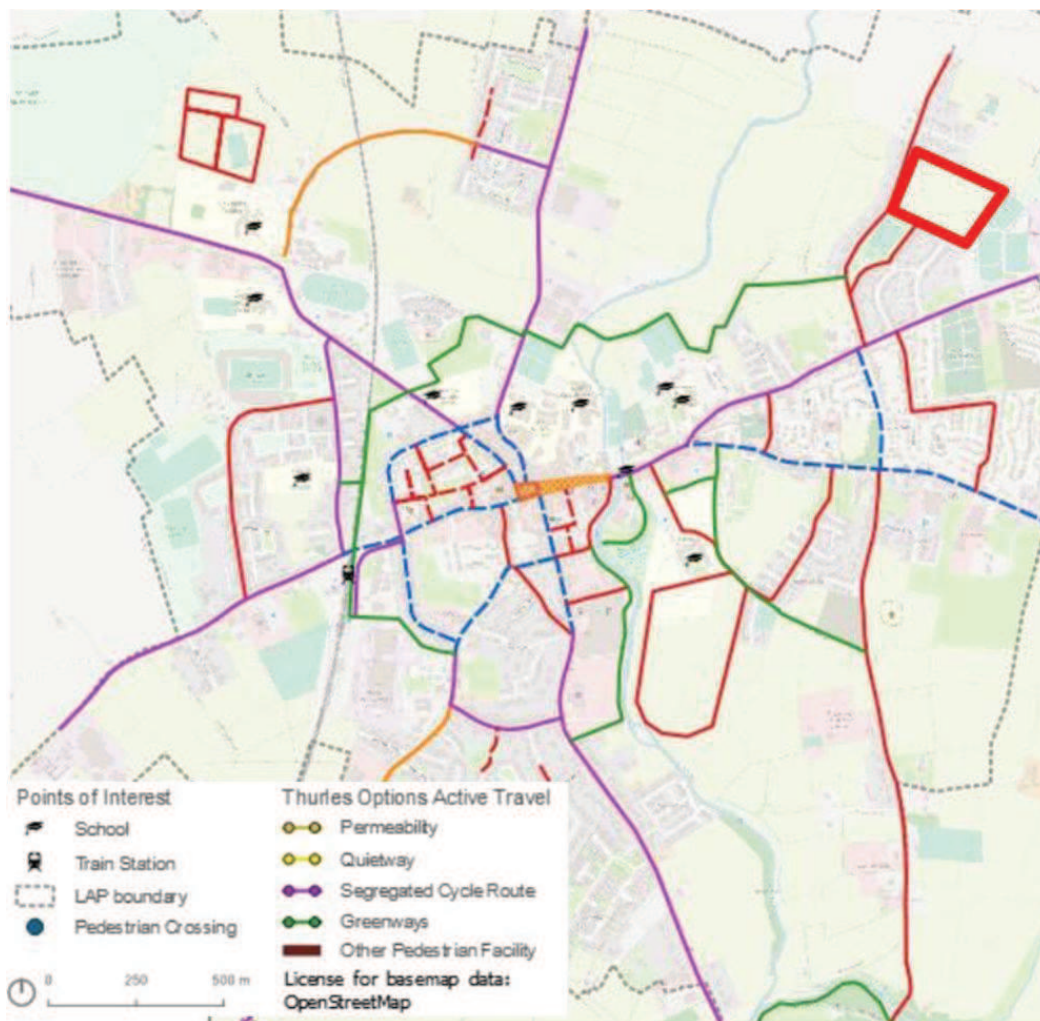 Points of Interest
School
Train Station
LAP boundary
Pedestrian Crossing
Thurles Options Active Travel
Permeability
Quietway
Segregated Cycle Route
Greenways
Other Pedestrian Facility
License for basemap data:
OpenStreetMap
0 250 500 m